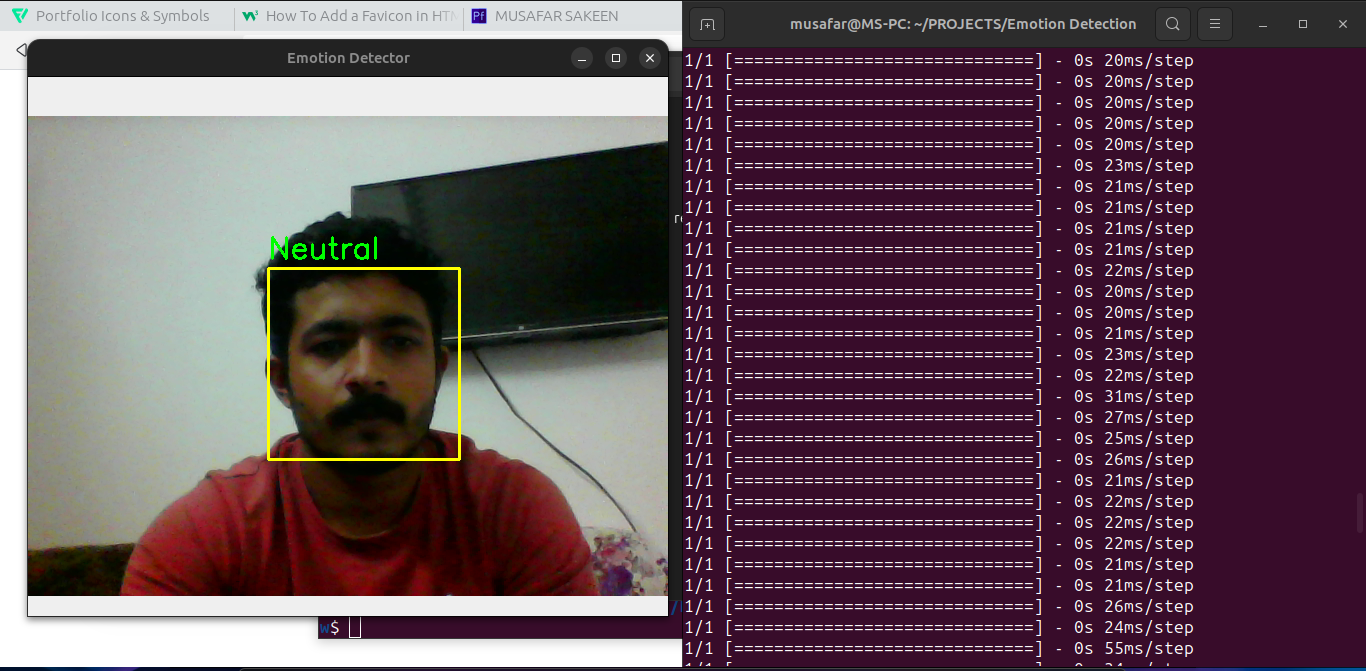 Portfolio Icons & Symbols
How To Add a Favicon in HTM
Pf MUSAFAR SAKEEN
Emotion Detector
Neutral
w$
musafar@MS-PC: ~/PROJECTS/Emotion Detection
1/1 [==============================] - 0s 20ms/step
1/1 [==============================] - 0s 20ms/step
1/1 [==============================] - 0s 20ms/step
1/1 [==============================] - 0s 20ms/step
1/1 [==============================] - 0s 20ms/step
1/1 [==============================] - 0s 23ms/step
1/1 [==============================] - 0s 21ms/step
1/1 [==============================] - 0s 21ms/step
1/1 [==============================] - 0s 21ms/step
1/1 [==============================] - 0s 21ms/step
1/1 [==============================] - 0s 22ms/step
1/1 [==============================] - 0s 20ms/step
1/1 [==============================] - 0s 20ms/step
1/1 [==============================] - 0s 21ms/step
1/1 [==============================] - 0s 23ms/step
1/1 [==============================] - 0s 22ms/step
1/1 [==============================] - 0s 31ms/step
1/1 [==============================] - 0s 27ms/step
1/1 [==============================] - 0s 25ms/step
1/1 [==============================] - 0s 26ms/step
1/1 [==============================] - 0s 21ms/step
1/1 [==============================] - 0s 22ms/step
1/1 [==============================] - 0s 22ms/step
1/1 [==============================] - 0s 22ms/step
1/1 [==============================] - 0s 21ms/step
1/1 [==============================] - 0s 21ms/step
1/1 [==============================] - 0s 26ms/step
1/1 [==============================] - 0s 24ms/step
1/1 [==============================] - 0s 55ms/step